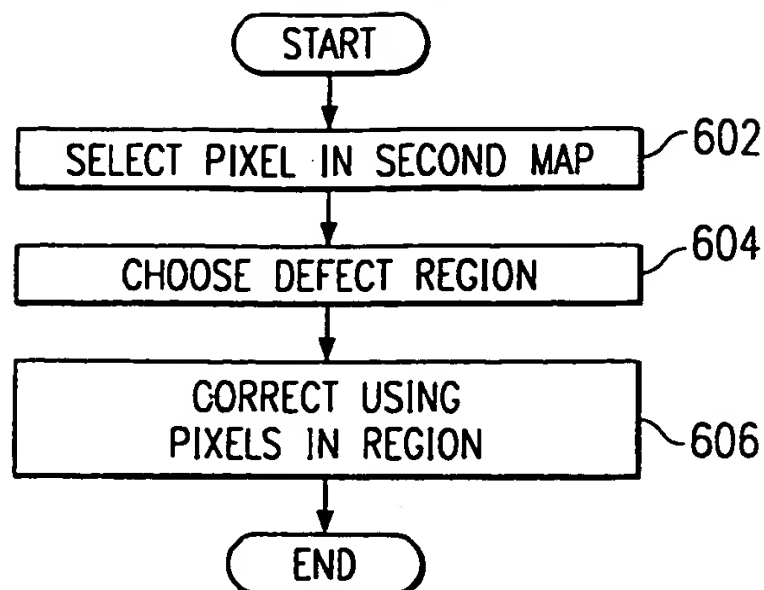 START
SELECT PIXEL IN SECOND MAP
602
CHOOSE DEFECT REGION
604
CORRECT USING
PIXELS IN REGION
606
END